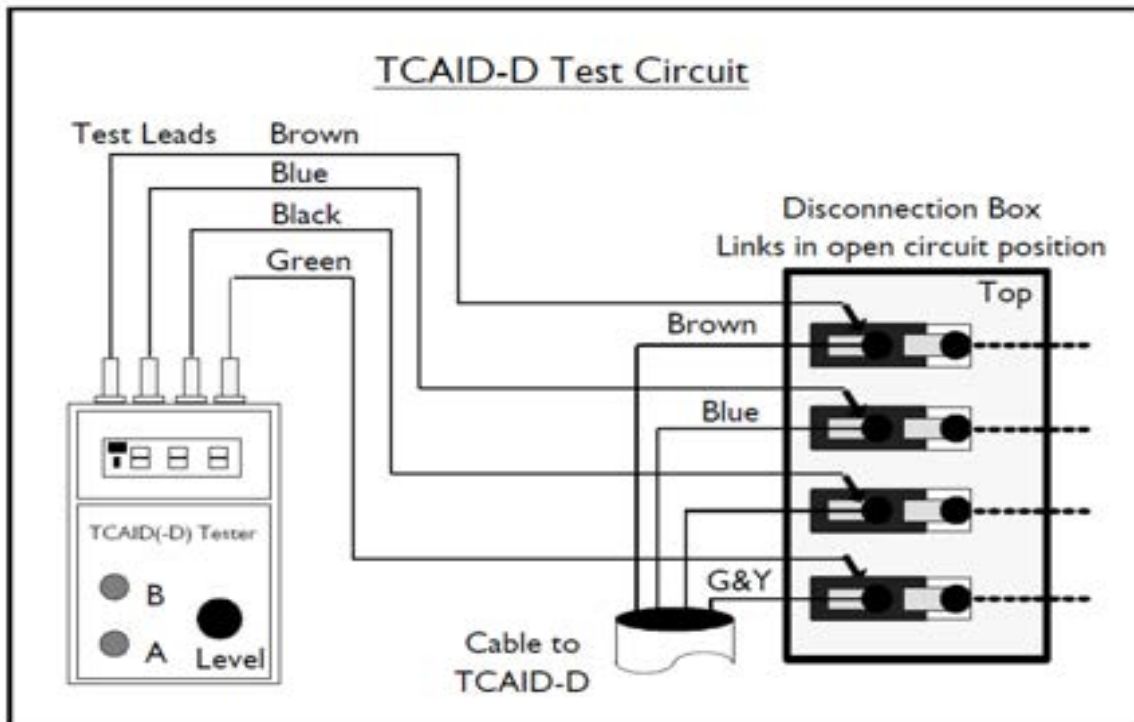 TCAID-D Test Circuit
Test Leads Brown
Blue
Black
Green
Disconnection Box
Links in open circuit position
Top
Brown
Blue
G&Y
TCAID(-D) Tester
B
A
Level
Cable to
TCAID-D